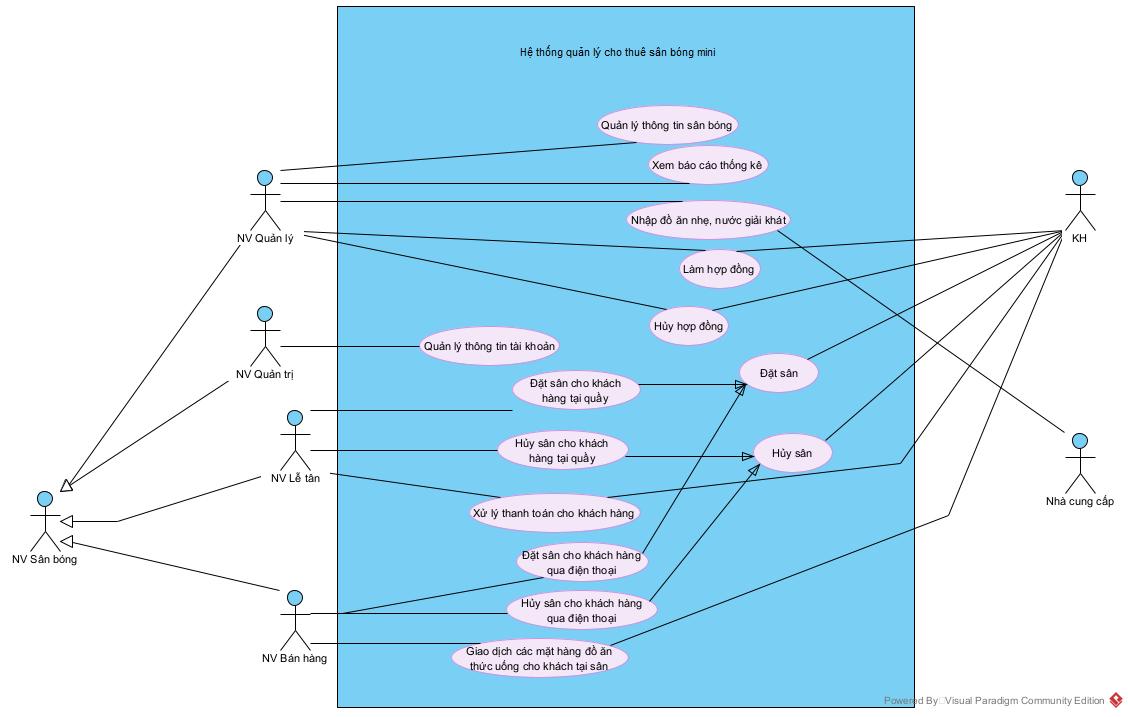 Hệ thống quản lý cho thuê sân bóng mini
Quản lý thông tin sân bóng
Xem báo cáo thống kê
Nhập đồ ăn nhẹ, nước giải khát
NV Quản lý
KH
Làm hợp đồng
Hủy hợp đồng
Quản lý thông tin tài khoản
NV Quản trị
Đặt sân
Đặt sân cho khách
hàng tại quầy
Hủy sân cho khách
hàng tại quầy
Hủy sân
NV Lễ tân
Nhà cung cấp
Xử lý thanh toán cho khách hàng
NV Sân bóng
Đặt sân cho khách hàng
qua điện thoại
Hủy sân cho khách hàng
qua điện thoại
NV Bán hàng
Giao dịch các mặt hàng đồ ăn
thức uống cho khách tại sân
Powered By Visual Paradigm Community Edition